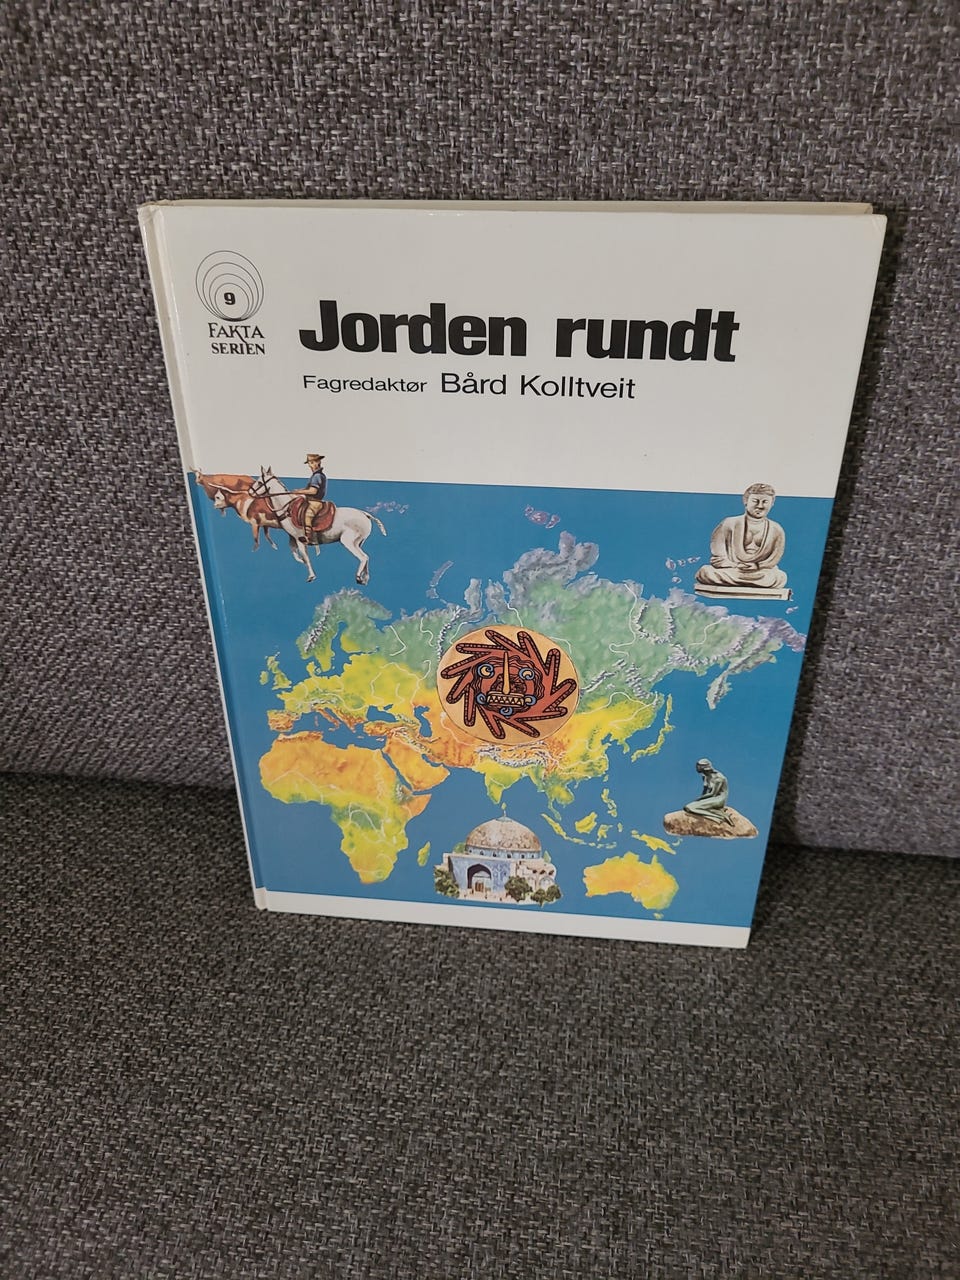 9
FAKTA
SERIEN
Jorden rundt
Fagredaktør Bård Kolltveit